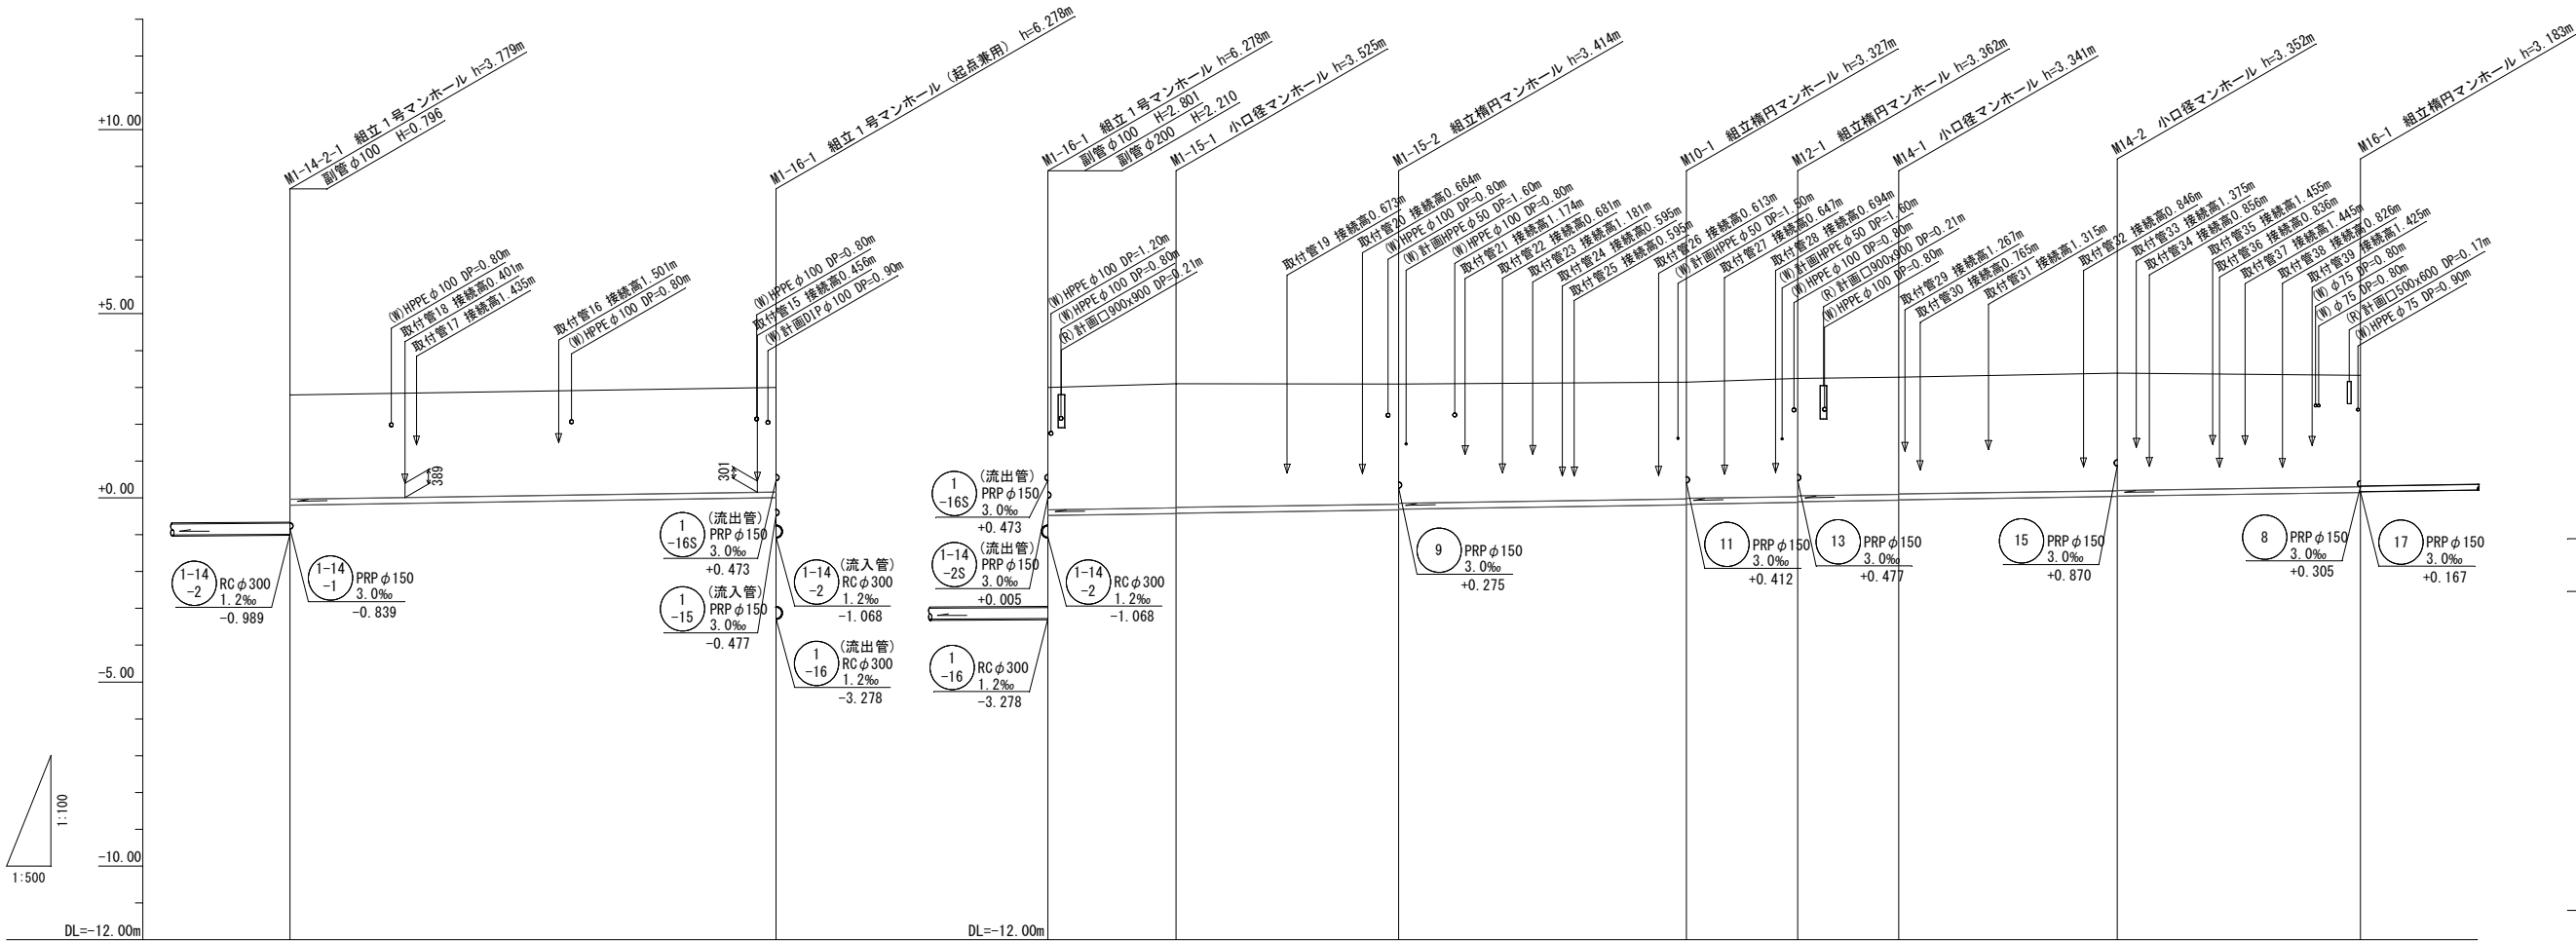 M1-14-2-1 組立１号マンホール h=3.779m
副管φ100 H=0.796
M1-16-1 組立１号マンホール（起点兼用） h=6.278m
M1-16-1 組立１号マンホール h=6.278m
副管φ100 H=2.801
副管φ200 H=2.210
M1-15-1 小口径マンホール h=3.525m
M1-15-2 組立楕円マンホール h=3.414m
M10-1 組立楕円マンホール h=3.327m
M12-1 組立楕円マンホール h=3.362m
M14-1 小口径マンホール h=3.341m
M14-2 小口径マンホール h=3.352m
M16-1 組立楕円マンホール h=3.183m
+10.00
+5.00
+0.00
-5.00
-10.00
DL=-12.00m
DL=-12.00m
1:100
1:500
(W)HPPEφ100 DP=0.80m
取付管18 接続高0.401m
取付管17 接続高1.435m
取付管16 接続高1.501m
(W)HPPEφ100 DP=0.80m
(W)HPPEφ100 DP=0.80m
取付管15 接続高0.456m
(W)計画DIPφ100 DP=0.90m
(W)HPPEφ100 DP=1.20m
(W)HPPEφ100 DP=0.80m
(R)計画口900x900 DP=0.21m
取付管19 接続高0.673m
取付管20 接続高0.664m
(W)HPPEφ100 DP=0.80m
(W)計画HPPEφ50 DP=1.60m
(W)HPPEφ100 DP=0.80m
取付管21 接続高1.174m
取付管22 接続高0.681m
取付管23 接続高1.181m
取付管24 接続高0.595m
取付管25 接続高0.595m
取付管26 接続高0.613m
(W)計画HPPEφ50 DP=1.50m
取付管27 接続高0.647m
取付管28 接続高0.694m
(W)計画HPPEφ50 DP=1.60m
(W)HPPEφ100 DP=0.80m
(R)計画口900x900 DP=0.21m
(W)HPPEφ100 DP=0.80m
取付管29 接続高1.267m
取付管30 接続高0.765m
取付管31 接続高1.315m
取付管32 接続高0.846m
取付管33 接続高1.375m
取付管34 接続高0.856m
取付管35 接続高1.455m
取付管36 接続高0.836m
取付管37 接続高1.445m
取付管38 接続高0.826m
取付管39 接続高1.425m
(W)φ75 DP=0.80m
(W)φ75 DP=0.80m
(R)計画口500x600 DP=0.17m
(W)HPPEφ75 DP=0.90m
389
301
1-14
-2
RCφ300
1.2‰
-0.989
1-14
-1
PRPφ150
3.0‰
-0.839
1
-16S
(流出管)
PRPφ150
3.0‰
+0.473
1
-15
(流入管)
PRPφ150
3.0‰
-0.477
1-14
-2
(流入管)
RCφ300
1.2‰
-1.068
1
-16
(流出管)
RCφ300
1.2‰
-3.278
1
-16S
(流出管)
PRPφ150
3.0‰
+0.473
1-14
-2S
(流出管)
PRPφ150
3.0‰
+0.005
1
-16
RCφ300
1.2‰
-3.278
1-14
-2
RCφ300
1.2‰
-1.068
9
PRPφ150
3.0‰
+0.275
11
PRPφ150
3.0‰
+0.412
13
PRPφ150
3.0‰
+0.477
15
PRPφ150
3.0‰
+0.870
8
PRPφ150
3.0‰
+0.305
17
PRPφ150
3.0‰
+0.167